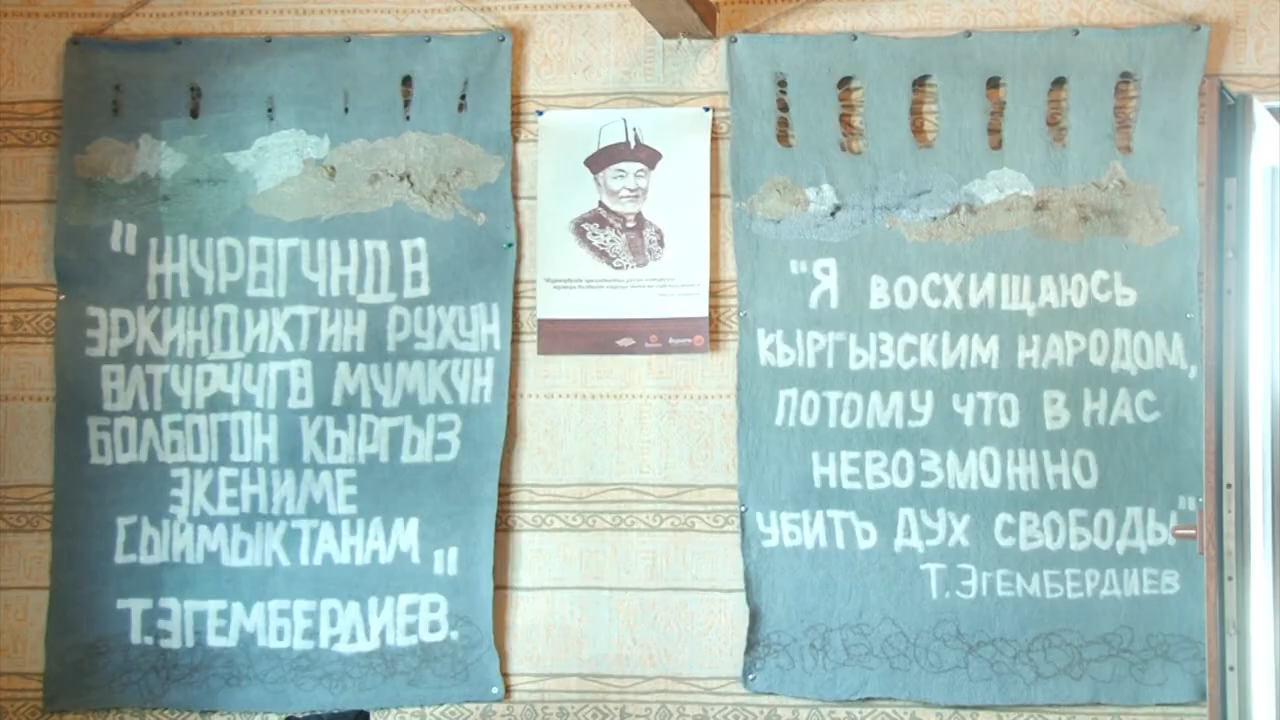 "ЖҮРӨГҮНДӨ
ЭРКИНДИКТИН РУХУН
ӨЛТҮРҮҮГӨ МҮМКҮН
БОЛБОГОН КЫРГЫЗ
ЭКЕНИМЕ
СЫЙМЫКТАНАМ"
Т.ЭГЕМБЕРДИЕВ.
"Я ВОСХИЩАЮСЬ
КЫРГЫЗСКИМ НАРОДОМ,
ПОТОМУ ЧТО В НАС
НЕВОЗМОЖНО
УБИТЬ ДУХ СВОБОДЫ"
Т.ЭГЕМБЕРДИЕВ